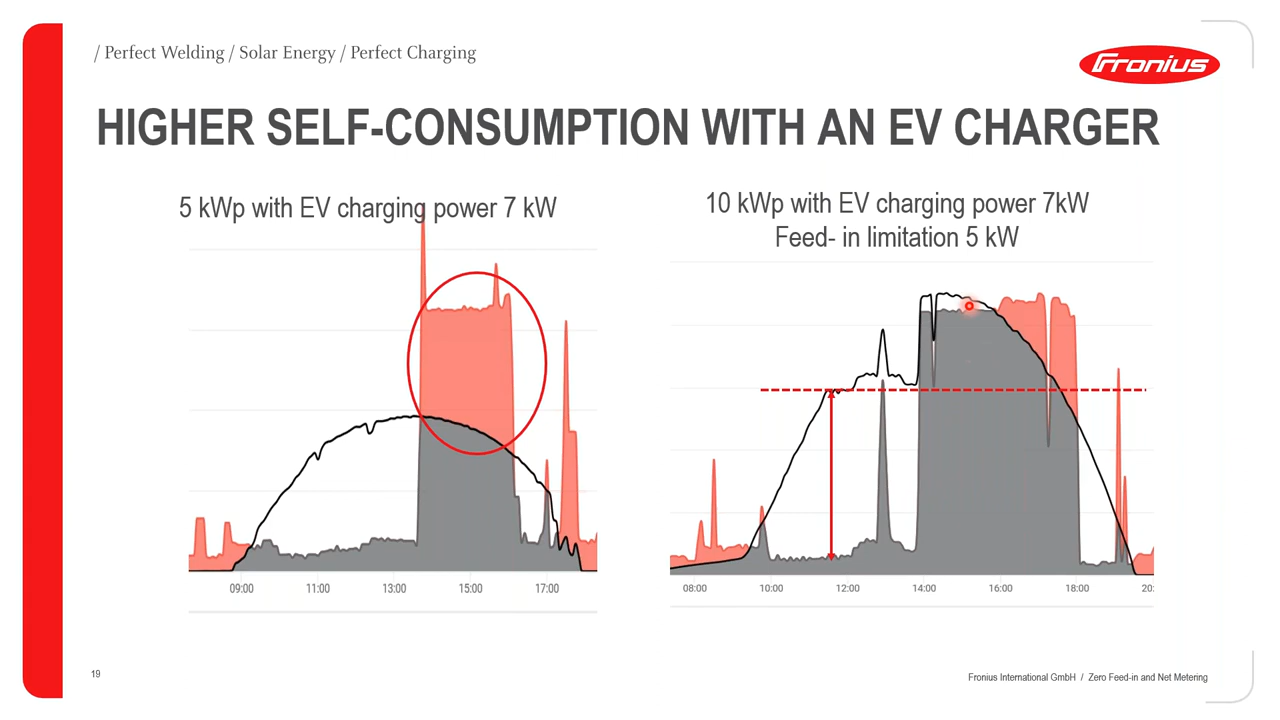 / Perfect Welding / Solar Energy / Perfect Charging
Fronius
HIGHER SELF-CONSUMPTION WITH AN EV CHARGER
5 kWp with EV charging power 7 kW
10 kWp with EV charging power 7kW
Feed- in limitation 5 kW
09:00 11:00 13:00 15:00 17:00
08:00 10:00 12:00 14:00 16:00 18:00 20:
19
Fronius International GmbH / Zero Feed-in and Net Metering